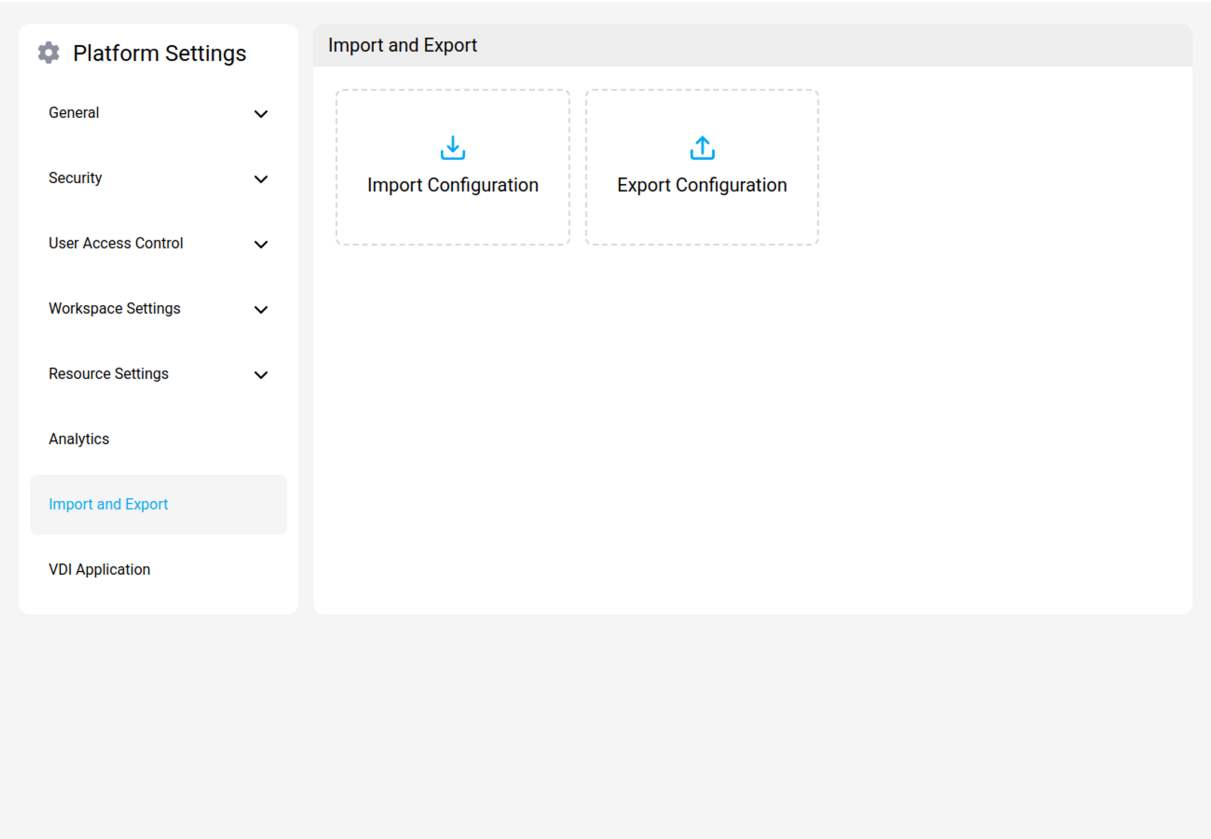 Platform Settings
General
Security
User Access Control
Workspace Settings
Resource Settings
Analytics
Import and Export
VDI Application
Import and Export
Import Configuration
Export Configuration